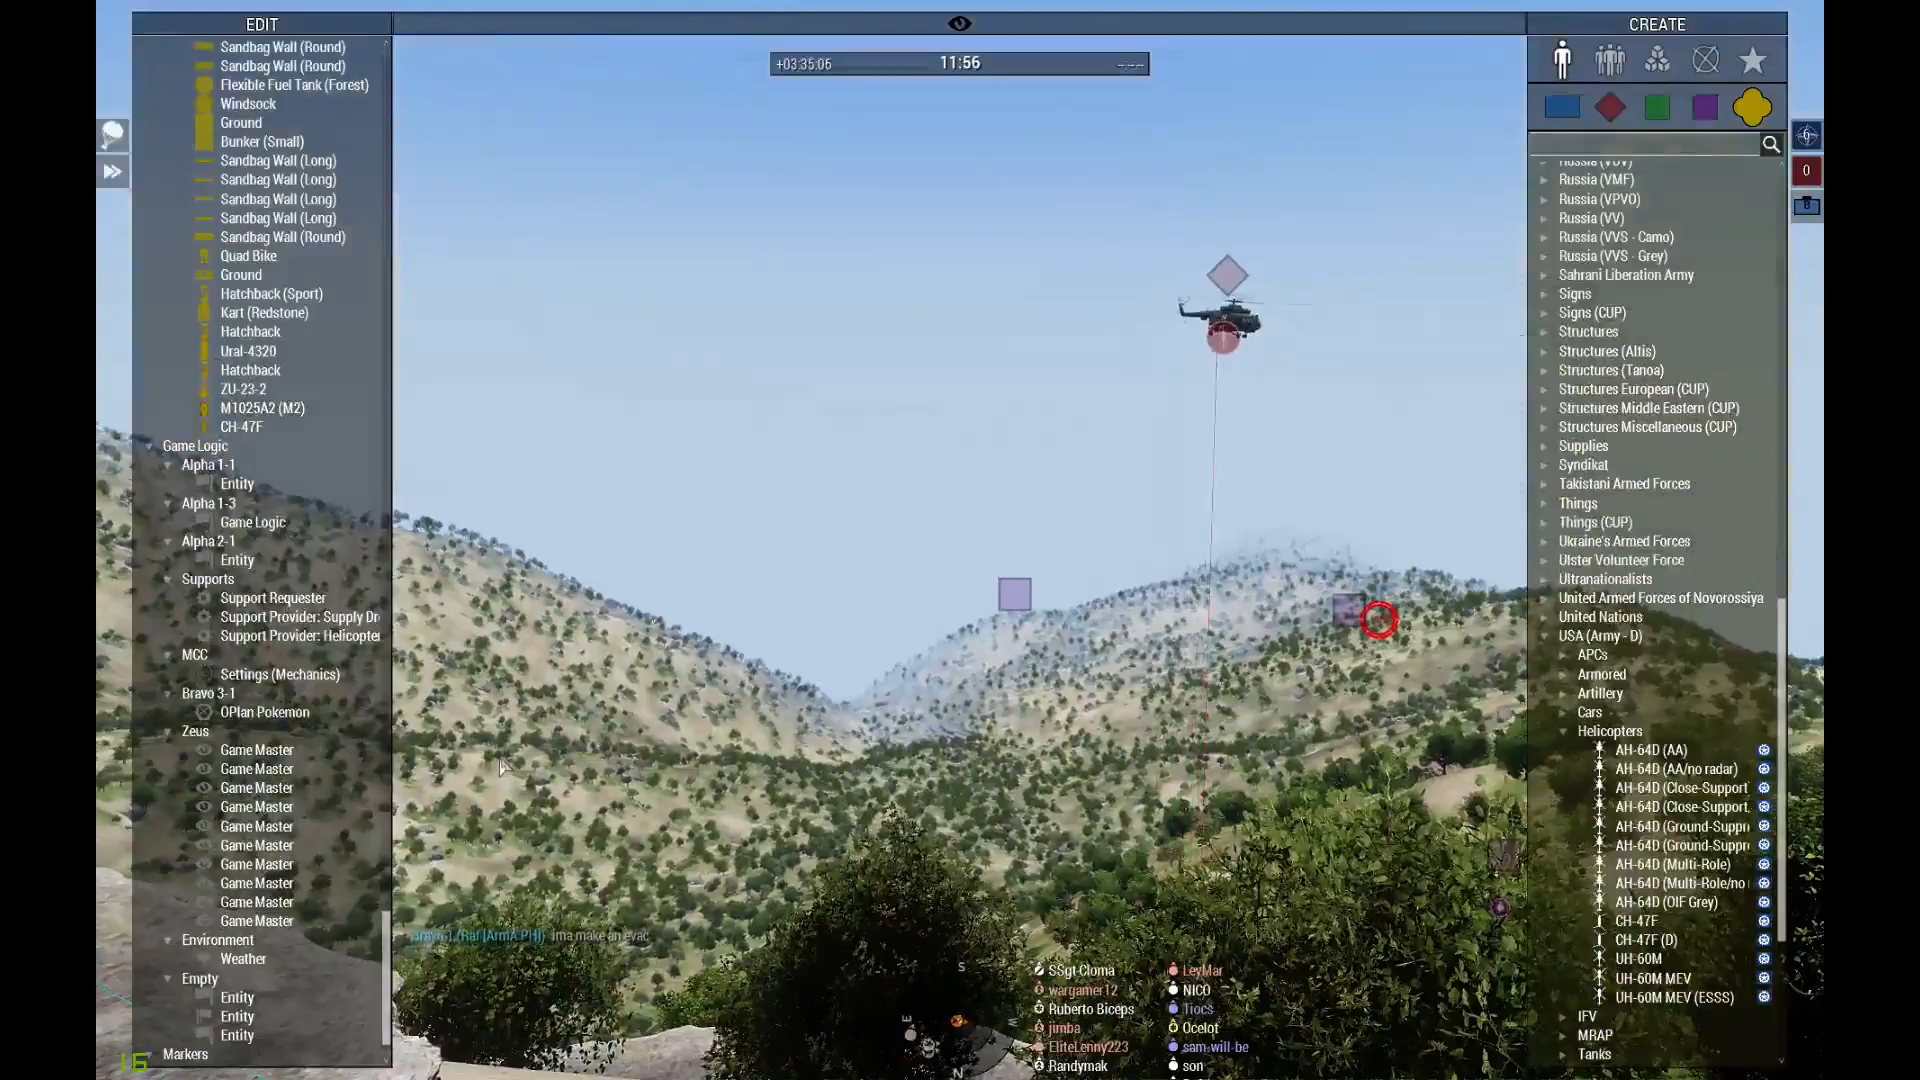 EDIT
Sandbag Wall (Round)
Sandbag Wall (Round)
Flexible Fuel Tank (Forest)
Windsock
Ground
Bunker (Small)
Sandbag Wall (Long)
Sandbag Wall (Long)
Sandbag Wall (Long)
Sandbag Wall (Long)
Sandbag Wall (Round)
Quad Bike
Ground
Hatchback (Sport)
Kart (Redstone)
Hatchback
Ural-4320
Hatchback
ZU-23-2
M1025A2 (M2)
CH-47F
Game Logic
Alpha 1-1
Entity
Alpha 1-3
Game Logic
Alpha 2-1
Entity
Supports
Support Requester
Support Provider: Supply Dr
Support Provider: Helicopter
MCC
Settings (Mechanics)
Bravo 3-1
OPlan Pokemon
Zeus
Game Master
Game Master
Game Master
Game Master
Game Master
Game Master
Game Master
Game Master
Game Master
Game Master
Environment
Weather
Empty
Entity
Entity
Entity
Markers
16
+03:35:05
11:56
--:--
ima make an evac
S
E
N
SSgt Cloma
wargamer12
Ruberto Biceps
jimba
EliteLenny223
Randymak
LeyMar
NICO
Tiocs
Ocelot
sam-will-be
son
CREATE
Russia (VDV)
Russia (VMF)
Russia (VPVO)
Russia (VV)
Russia (VVS - Camo)
Russia (VVS - Grey)
Sahrani Liberation Army
Signs
Signs (CUP)
Structures
Structures (Altis)
Structures (Tanoa)
Structures European (CUP)
Structures Middle Eastern (CUP)
Structures Miscellaneous (CUP)
Supplies
Syndikat
Takistani Armed Forces
Things
Things (CUP)
Ukraine's Armed Forces
Ulster Volunteer Force
Ultranationalists
United Armed Forces of Novorossiya
United Nations
USA (Army - D)
APCs
Armored
Artillery
Cars
Helicopters
AH-64D (AA)
AH-64D (AA/no radar)
AH-64D (Close-Support
AH-64D (Close-Support
AH-64D (Ground-Suppr
AH-64D (Ground-Suppr
AH-64D (Multi-Role)
AH-64D (Multi-Role/no
AH-64D (OIF Grey)
CH-47F
CH-47F (D)
UH-60M
UH-60M MEV
UH-60M MEV (ESSS)
IFV
MRAP
Tanks
6
0
8